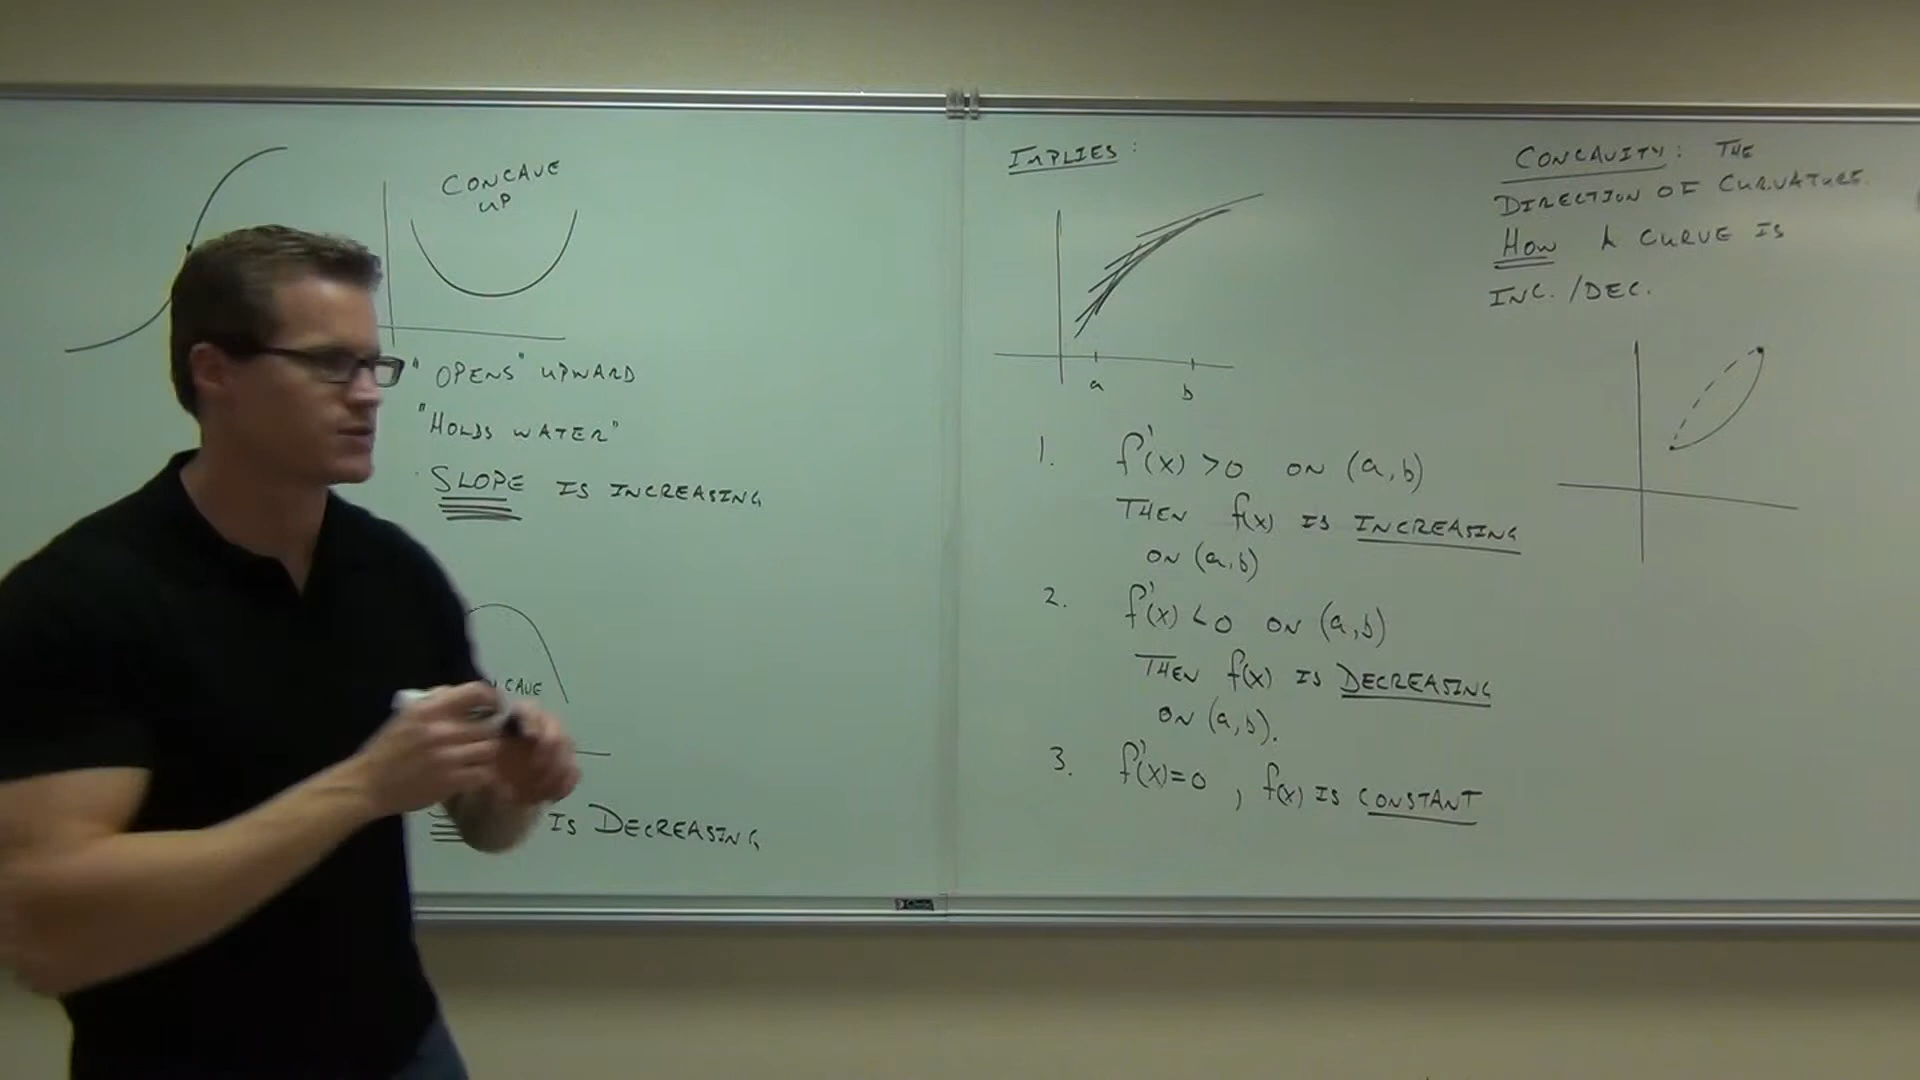 CONCAVE
UP
"OPENS" UPWARD
"HOLDS WATER"
SLOPE IS INCREASING
CAVE
IS DECREASING
IMPLIES:
a
b
1. f'(x) > 0 ON (a,b)
THEN f(x) IS INCREASING
ON (a,b)
2. f'(x) < 0 ON (a,b)
THEN f(x) IS DECREASING
ON (a,b).
3. f'(x)=0, f(x) IS CONSTANT
CONCAVITY: THE
DIRECTION OF CURVATURE.
HOW A CURVE IS
INC./DEC.